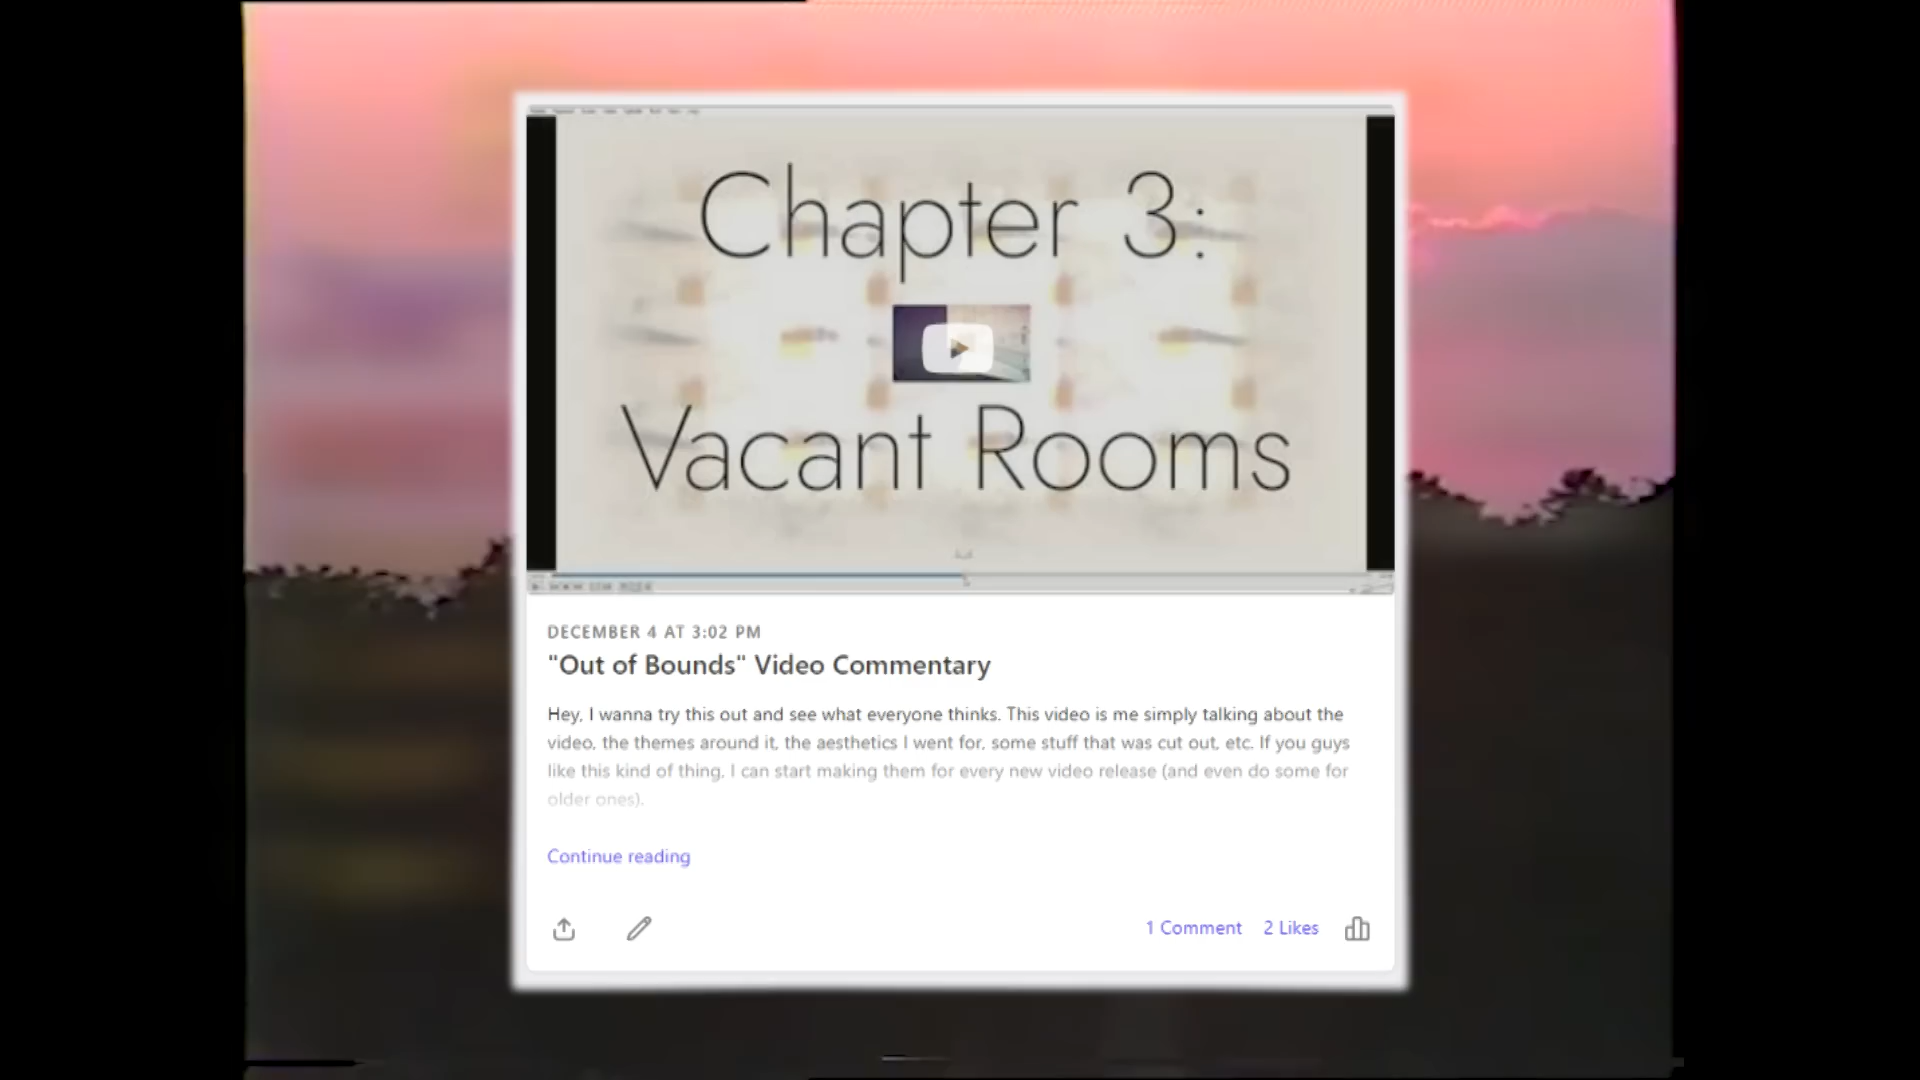 Chapter 3:
Vacant Rooms
DECEMBER 4 AT 3:02 PM
"Out of Bounds" Video Commentary
Hey, I wanna try this out and see what everyone thinks. This video is me simply talking about the
video, the themes around it, the aesthetics I went for, some stuff that was cut out, etc. If you guys
like this kind of thing, I can start making them for every new video release (and even do some for
older ones).
Continue reading
1 Comment 2 Likes